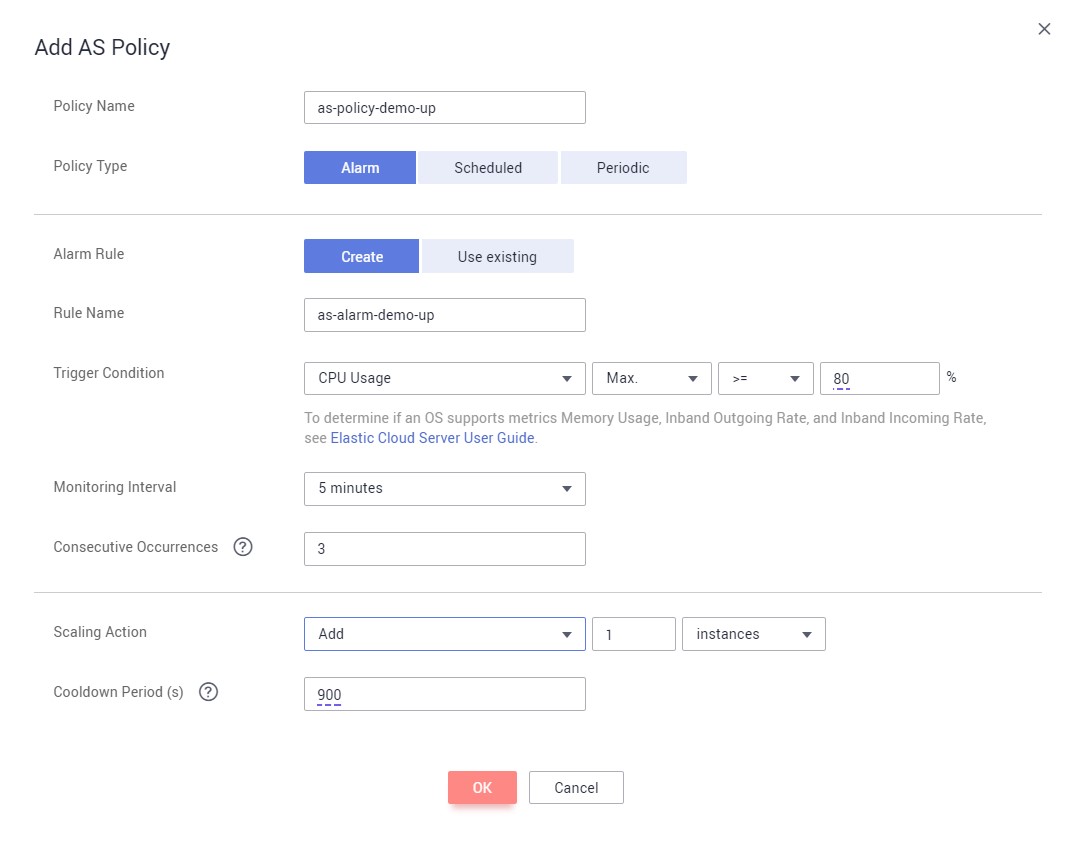 Add AS Policy
Policy Name
as-policy-demo-up
Policy Type
Alarm
Scheduled
Periodic
Alarm Rule
Create
Use existing
Rule Name
as-alarm-demo-up
Trigger Condition
CPU Usage
Max.
>=
80
%
To determine if an OS supports metrics Memory Usage, Inband Outgoing Rate, and Inband Incoming Rate,
see Elastic Cloud Server User Guide.
Monitoring Interval
5 minutes
Consecutive Occurrences ?
3
Scaling Action
Add
1
instances
Cooldown Period (s) ?
900
OK
Cancel